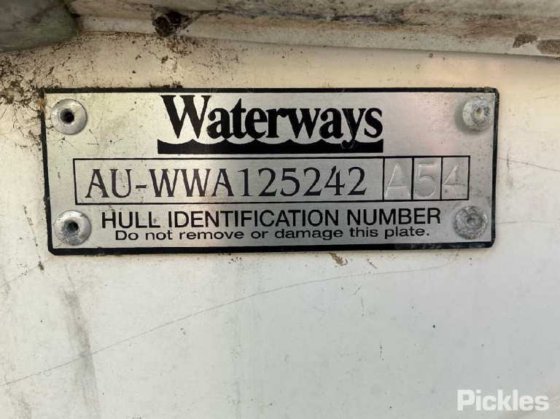 Waterways
AU-WWA125242 A54
HULL IDENTIFICATION NUMBER
Do not remove or damage this plate.
Pickles